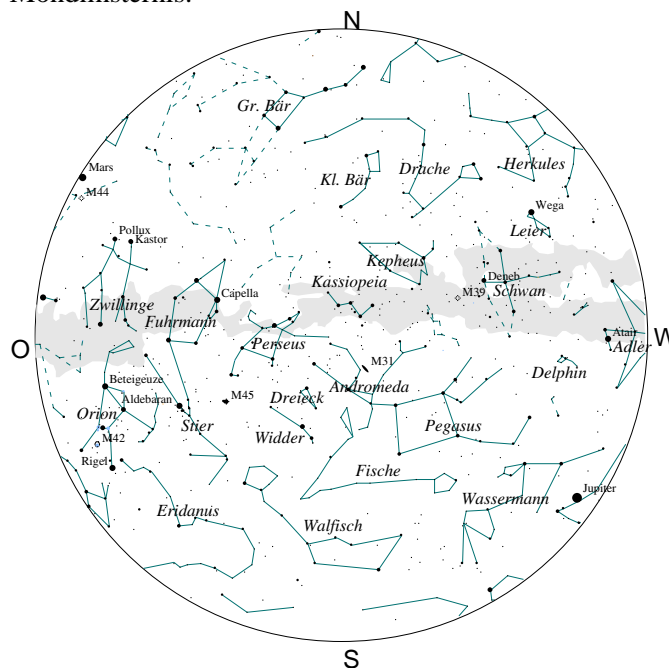 N
Gr. Bär
Mars
M44
Kl. Bär
Drache
Herkules
Wega
Leier
Pollux
Kastor
Kepheus
Kassiopeia
Deneb
M39
Schwan
Zwillinge
Capella
Fuhrmann
Perseus
Atair
Adler
O
W
M31
Andromeda
Delphin
Beteigeuze
Aldebaran
M45
Dreieck
Orion
Stier
Widder
Pegasus
M42
Rigel
Fische
Jupiter
Wassermann
Eridanus
Walfisch
S